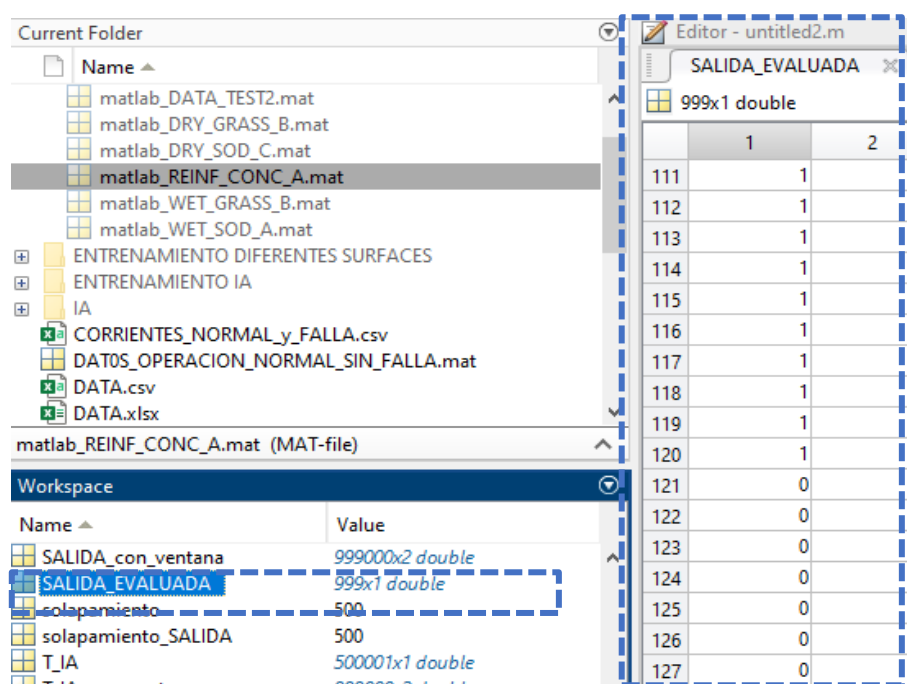 Current Folder
Name
matlab_DATA_TEST2.mat
matlab_DRY_GRASS_B.mat
matlab_DRY_SOD_C.mat
matlab_REINF_CONC_A.mat
matlab_WET_GRASS_B.mat
matlab_WET_SOD_A.mat
ENTRENAMIENTO DIFERENTES SURFACES
ENTRENAMIENTO IA
IA
CORRIENTES_NORMAL_y_FALLA.csv
DAT0S_OPERACION_NORMAL_SIN_FALLA.mat
DATA.csv
DATA.xlsx
matlab_REINF_CONC_A.mat (MAT-file)
Workspace
Name Value
SALIDA_con_ventana 999000x2 double
SALIDA_EVALUADA 999x1 double
solapamiento 500
solapamiento_SALIDA 500
T_IA 500001x1 double
Editor - untitled2.m
SALIDA_EVALUADA
999x1 double
1 2
111 1
112 1
113 1
114 1
115 1
116 1
117 1
118 1
119 1
120 1
121 0
122 0
123 0
124 0
125 0
126 0
127 0